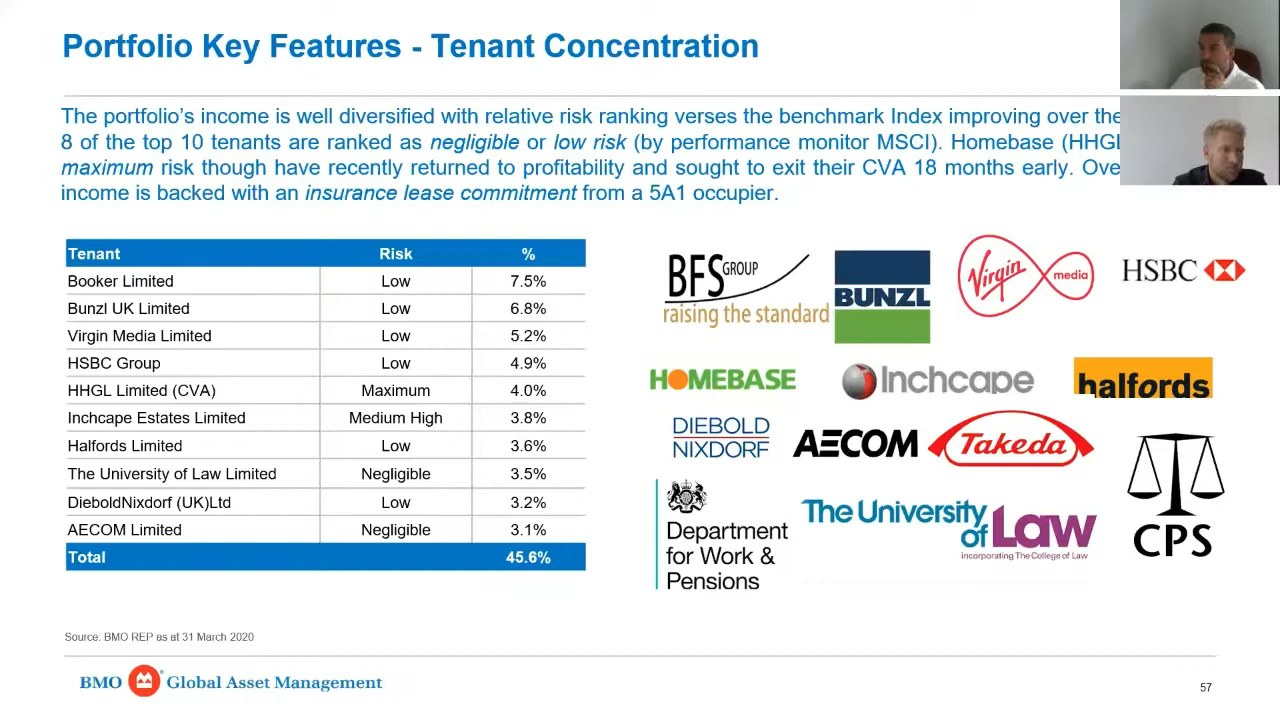 Portfolio Key Features - Tenant Concentration
The portfolio's income is well diversified with relative risk ranking verses the benchmark Index improving over the
8 of the top 10 tenants are ranked as negligible or low risk (by performance monitor MSCI). Homebase (HHGL
maximum risk though have recently returned to profitability and sought to exit their CVA 18 months early.
income is backed with an insurance lease commitment from a 5A1 occupier.
Tenant Risk %
Booker Limited Low 7.5%
Bunzl UK Limited Low 6.8%
Virgin Media Limited Low 5.2%
HSBC Group Low 4.9%
HHGL Limited (CVA) Maximum 4.0%
Inchcape Estates Limited Medium High 3.8%
Halfords Limited Low 3.6%
The University of Law Limited Negligible 3.5%
DieboldNixdorf (UK)Ltd Low 3.2%
AECOM Limited Negligible 3.1%
Total 45.6%
BFS GROUP
raising the standard
BUNZL
Virgin media
HSBC
HOMEBASE
Inchcape
halfords
DIEBOLD
NIXDORF
AECOM
Takeda
Department
for Work &
Pensions
The University
of Law
incorporating The College of Law
CPS
Source: BMO REP as at 31 March 2020
BMO Global Asset Management
57